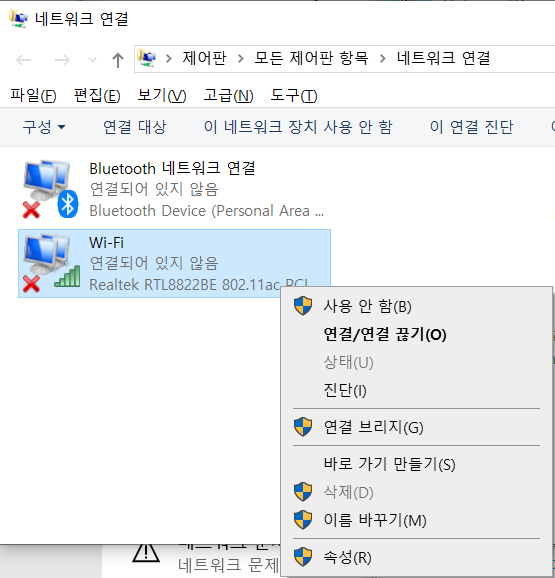 네트워크 연결
제어판 > 모든 제어판 항목 > 네트워크 연결
파일(F) 편집(E) 보기(V) 고급(N) 도구(T)
구성 연결 대상 이 네트워크 장치 사용 안 함 이 연결 진단
Bluetooth 네트워크 연결
연결되어 있지 않음
Bluetooth Device (Personal Area ...
Wi-Fi
연결되어 있지 않음
Realtek RTL8822BE 802.11ac PCI
사용 안 함(B)
연결/연결 끊기(O)
상태(U)
진단(I)
연결 브리지(G)
바로 가기 만들기(S)
삭제(D)
이름 바꾸기(M)
속성(R)
네트워크
네트워크 문제